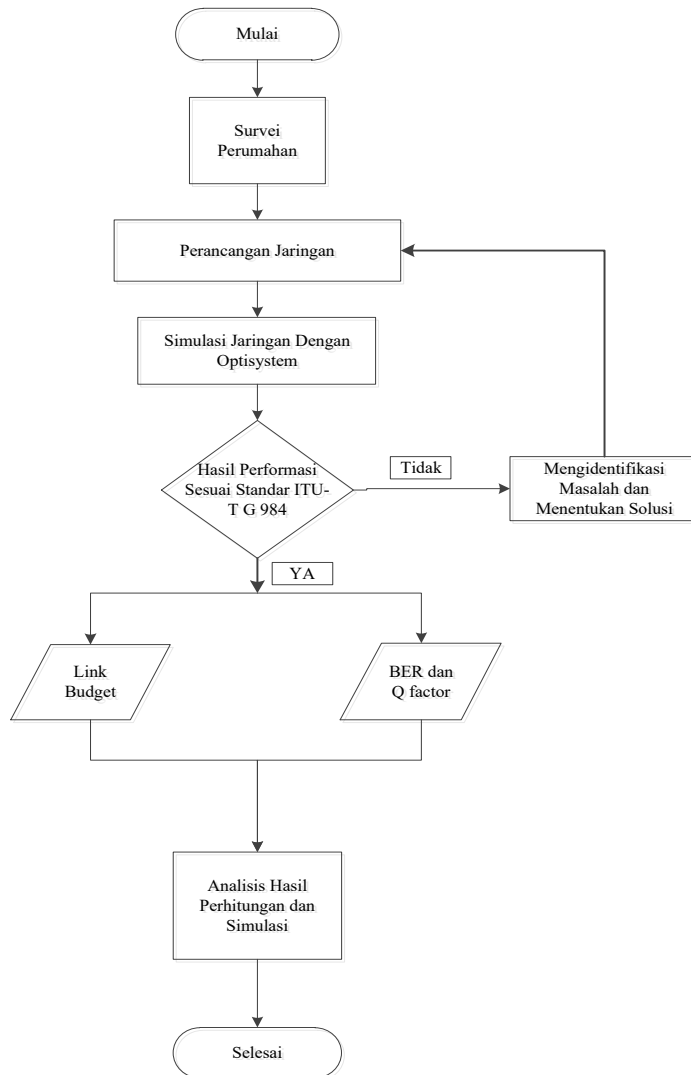 Mulai
Survei
Perumahan
Perancangan Jaringan
Simulasi Jaringan Dengan
Optisystem
Hasil Performasi
Sesuai Standar ITU-
T G 984
Tidak
Mengidentifikasi
Masalah dan
Menentukan Solusi
YA
Link
Budget
BER dan
Q factor
Analisis Hasil
Perhitungan dan
Simulasi
Selesai